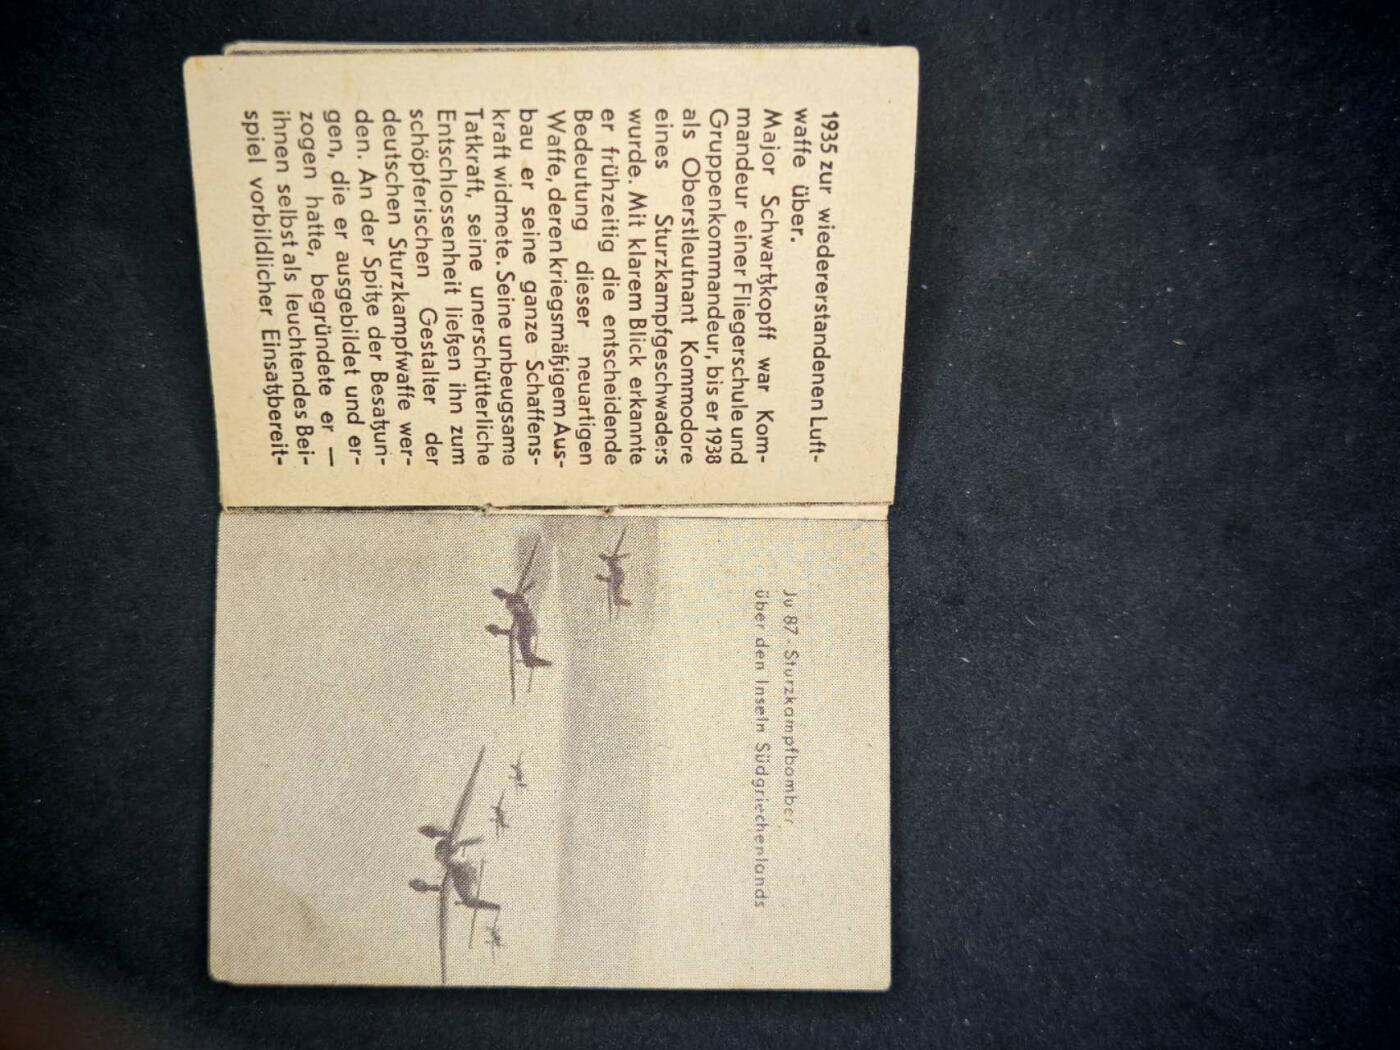 1935 zur wiedererstandenen Luft-
waffe über.
Major Schwartzkopff war Kom-
mandeur einer Fliegerschule und
Gruppenkommandeur, bis er 1938
als Oberstleutnant Kommodore
eines Sturzkampfgeschwaders
wurde. Mit klarem Blick erkannte
er frühzeitig die entscheidende
Bedeutung dieser neuartigen
Waffe, deren kriegsmäßigem Aus-
bau er seine ganze Schaffens-
kraft widmete. Seine unbeugsame
Tatkraft, seine unerschütterliche
Entschlossenheit ließen ihn zum
schöpferischen Gestalter der
deutschen Sturzkampfwaffe wer-
den. An der Spitze der Besatzun-
gen, die er ausgebildet und er-
zogen hatte, begründete er —
ihnen selbst als leuchtendes Bei-
spiel vorbildlicher Einsatzbereit-
Ju 87 - Sturzkampfbomber
über den Inseln Südgriechenlands